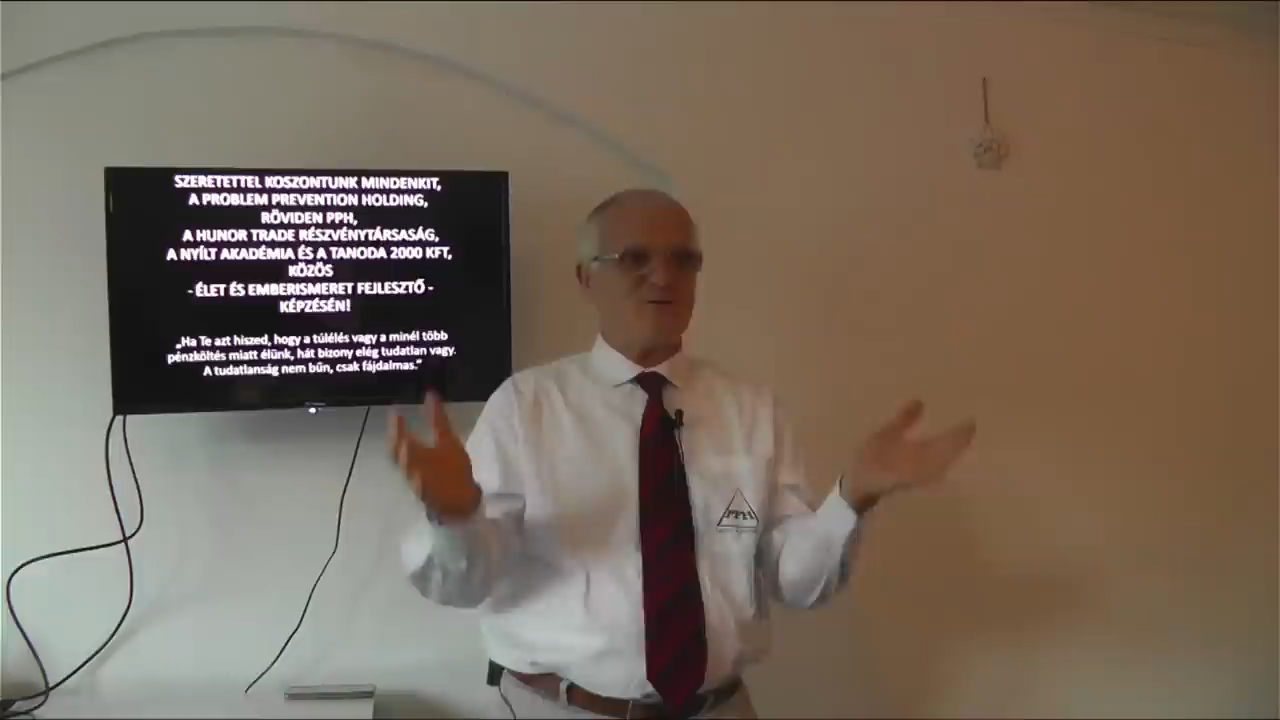 SZERETETTEL KÖSZÖNTÜNK MINDENKIT,
A PROBLEM PREVENTION HOLDING,
RÖVIDEN PPH,
A HUNOR TRADE RÉSZVÉNYTÁRSASÁG,
A NYÍLT AKADÉMIA ÉS A TANODA 2000 KFT,
KÖZÖS
- ÉLET ÉS EMBERISMERET FEJLESZTŐ -
KÉPZÉSÉN!
„Ha Te azt hiszed, hogy a túlélés vagy a minél több
pénzköltés miatt élünk, hát bizony elég tudatlan vagy.
A tudatlanság nem bűn, csak fájdalmas."
PPH